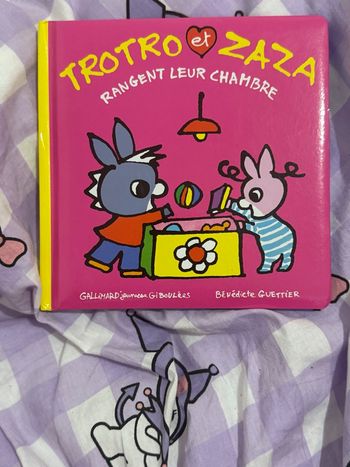 TROTRO et ZAZA
RANGENT LEUR CHAMBRE
GALLIMARD jeunesse GiBOULÉES BÉNÉDICTE GUETTIER